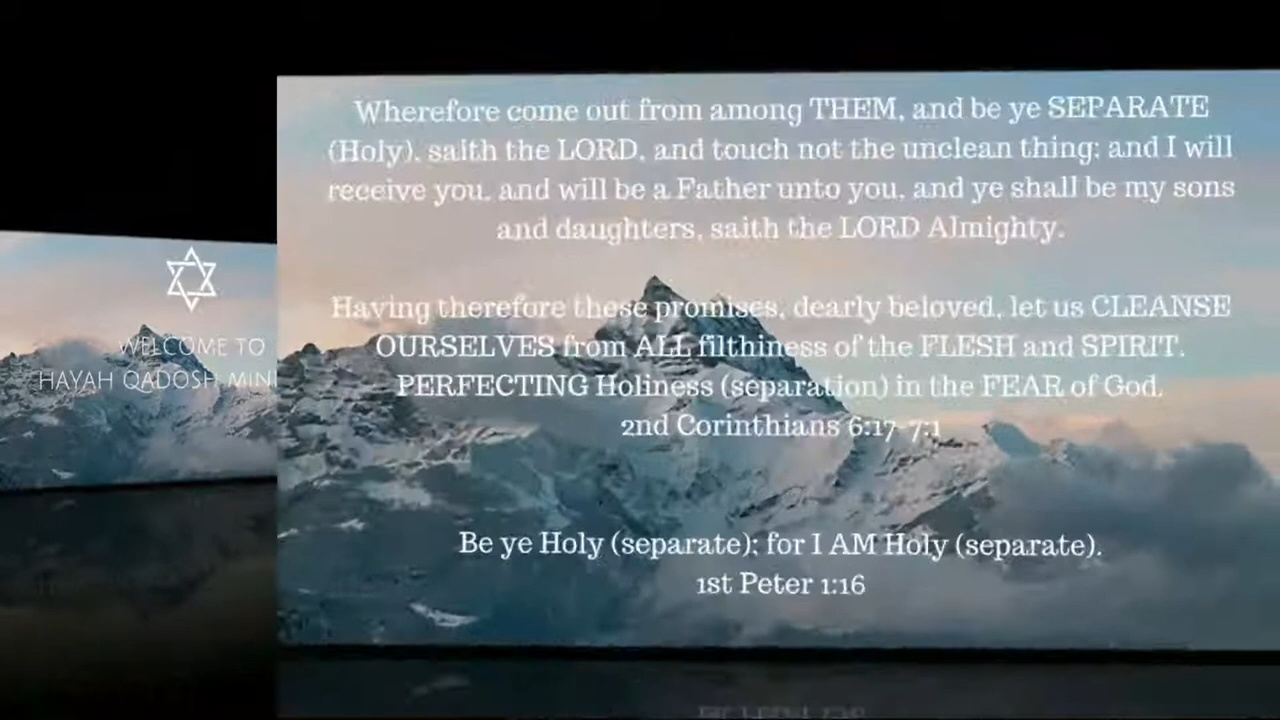 Wherefore come out from among THEM, and be ye SEPARATE
(Holy), saith the LORD, and touch not the unclean thing; and I will
receive you, and will be a Father unto you, and ye shall be my sons
and daughters, saith the LORD Almighty.
Having therefore these promises, dearly beloved, let us CLEANSE
OURSELVES from ALL filthiness of the FLESH and SPIRIT,
PERFECTING Holiness (separation) in the FEAR of God.
2nd Corinthians 6:17-7:1
Be ye Holy (separate); for I AM Holy (separate).
1st Peter 1:16
WELCOME TO
HAYAH QADOSH MIN